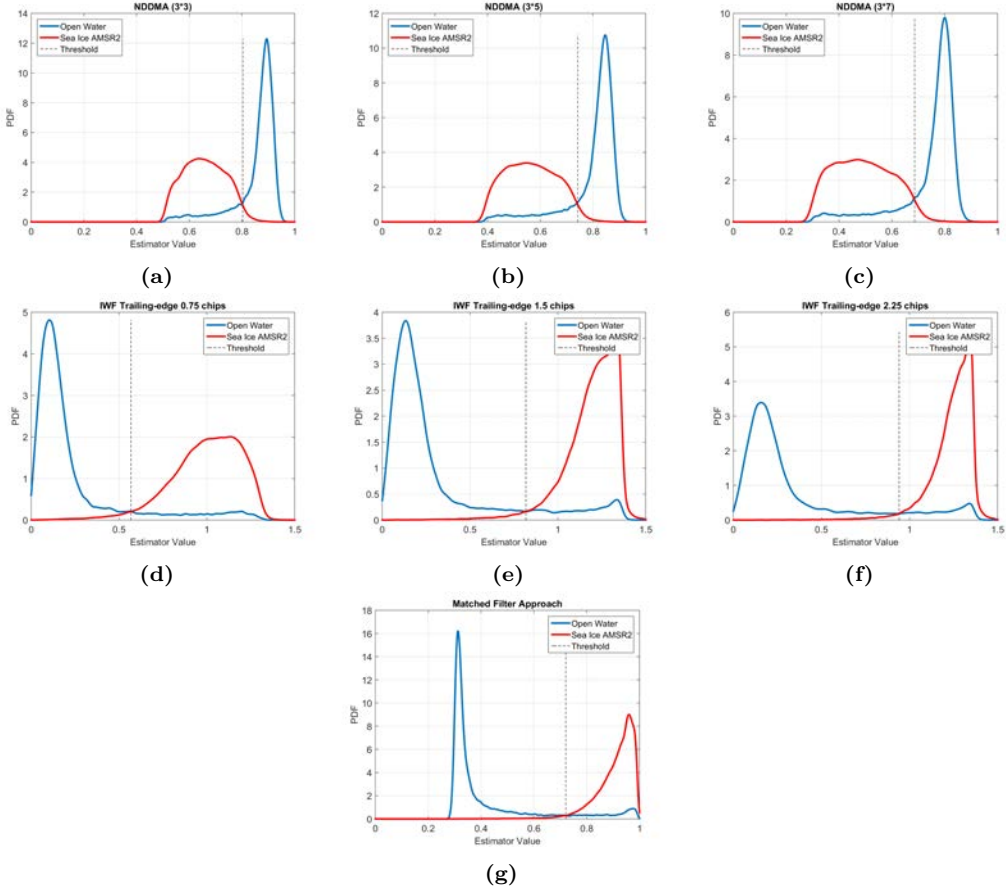 NDDMA (3*3)
14
12
10
8
6
4
2
0
PDF
Open Water
Sea Ice AMSR2
Threshold
0
0.2
0.4
0.6
0.8
1
Estimator Value
(a)
NDDMA (3*5)
12
10
8
6
4
2
0
PDF
Open Water
Sea Ice AMSR2
Threshold
0
0.2
0.4
0.6
0.8
1
Estimator Value
(b)
NDDMA (3*7)
10
8
6
4
2
0
PDF
Open Water
Sea Ice AMSR2
Threshold
0
0.2
0.4
0.6
0.8
1
Estimator Value
(c)
IWF Trailing-edge 0.75 chips
5
4
3
2
1
0
PDF
Open Water
Sea Ice AMSR2
Threshold
0
0.5
1
1.5
Estimator Value
(d)
IWF Trailing-edge 1.5 chips
4
3.5
3
2.5
2
1.5
1
0.5
0
PDF
Open Water
Sea Ice AMSR2
Threshold
0
0.5
1
1.5
Estimator Value
(e)
IWF Trailing-edge 2.25 chips
6
5
4
3
2
1
0
PDF
Open Water
Sea Ice AMSR2
Threshold
0
0.5
1
1.5
Estimator Value
(f)
Matched Filter Approach
18
16
14
12
10
8
6
4
2
0
PDF
Open Water
Sea Ice AMSR2
Threshold
0
0.2
0.4
0.6
0.8
1
Estimator Value
(g)